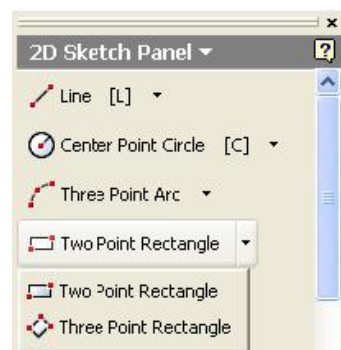 2D Sketch Panel
Line [L]
Center Point Circle [C]
Three Point Arc
Two Point Rectangle
Two Point Rectangle
Three Point Rectangle